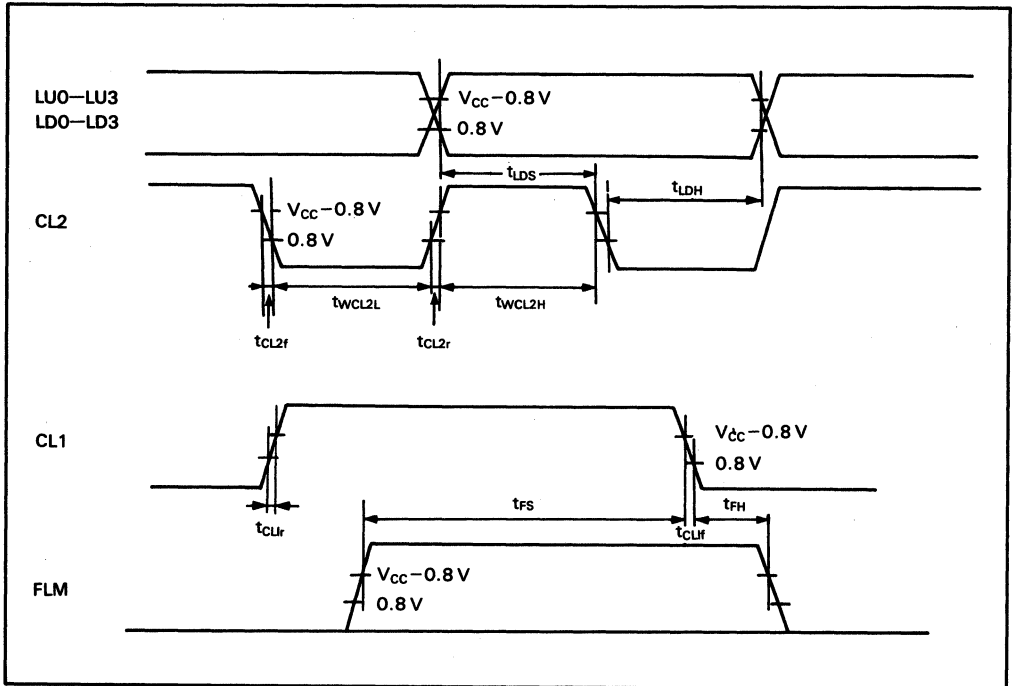 LU0—LU3
LD0—LD3
VCC−0.8 V
0.8 V
tLDS
tLDH
CL2
VCC−0.8 V
0.8 V
tWCL2L
tWCL2H
tCL2f
tCL2r
CL1
VCC−0.8 V
0.8 V
tCL1r
tFS
tCL1f
tFH
FLM
VCC−0.8 V
0.8 V